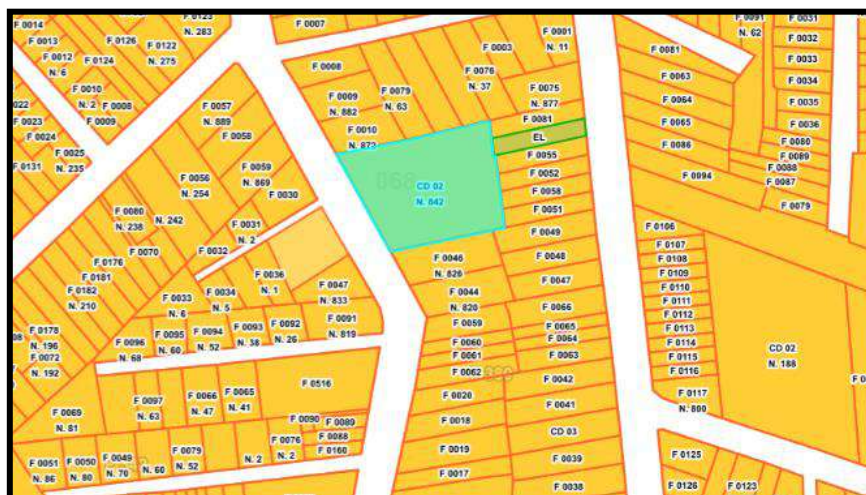 F 0014
F 0123
N. 283
F 0007
F 0001
N. 11
F 0091
N. 62
F 0031
F 0013
F 0126
F 0122
N. 275
F 0003
F 0032
F 0012
N. 6
F 0124
F 0008
F 0076
N. 37
F 0081
F 0033
F 0010
N. 2
F 0008
F 0009
N. 882
F 0079
N. 63
F 0075
N. 877
F 0063
F 0034
F 0009
F 0057
N. 889
F 0064
F 0035
F 0023
F 0058
F 0010
F 0081
F 0065
F 0036
F 0024
EL
F 0086
F 0080
F 0025
N. 235
F 0055
F 0089
F 0131
F 0056
N. 254
F 0059
N. 869
F 0052
F 0088
F 0094
F 0087
F 0030
CD 02
N. 842
F 0058
F 0079
F 0080
N. 238
N. 242
F 0031
N. 2
F 0051
F 0049
F 0106
F 0070
F 0032
F 0046
N. 826
F 0048
F 0107
F 0108
F 0176
F 0036
N. 1
F 0047
N. 833
F 0047
F 0109
F 0181
F 0110
F 0182
N. 210
F 0033
N. 6
F 0034
N. 5
F 0044
N. 820
F 0066
F 0111
F 0112
F 0178
N. 196
F 0096
N. 68
F 0095
N. 60
F 0094
N. 52
F 0093
N. 38
F 0092
N. 26
F 0091
N. 819
F 0059
F 0065
F 0113
F 0072
N. 192
F 0060
F 0064
F 0114
CD 02
N. 188
F 0061
F 0063
F 0115
F 0062
F 0116
F 0069
N. 81
F 0097
N. 63
F 0066
N. 47
F 0065
N. 41
F 0516
F 0042
F 0117
N. 800
F 0020
F 0041
F 0090
F 0089
F 0018
CD 03
F 0088
F 0051
N. 86
F 0050
N. 80
F 0049
N. 70
N. 60
F 0079
N. 52
N. 2
F 0076
N. 2
F 0160
F 0019
F 0039
F 0125
F 0017
F 0038
F 0126
F 0123